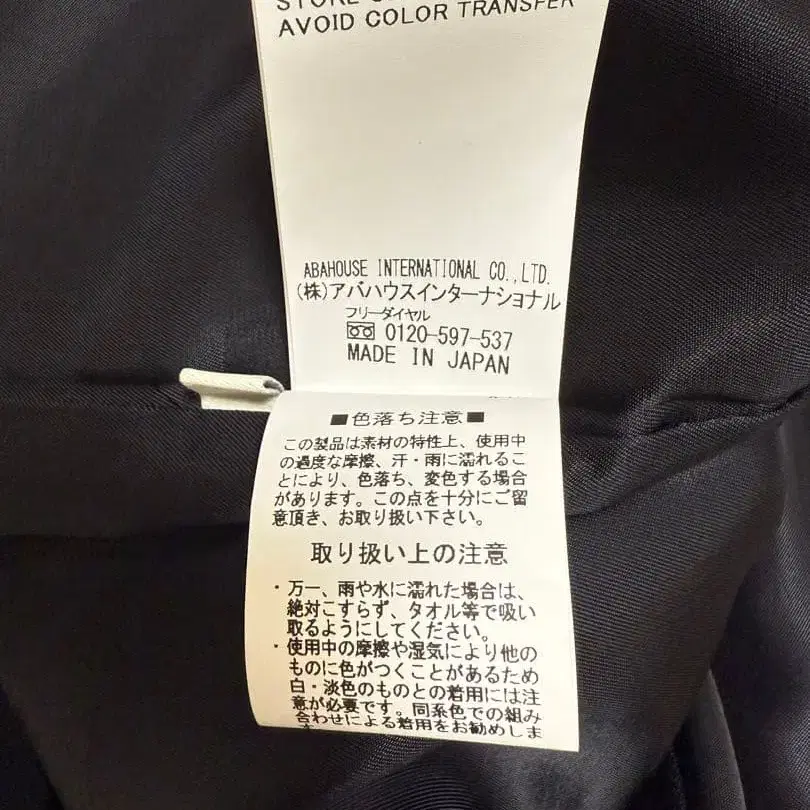 STORE
AVOID COLOR TRANSFER
ABAHOUSE INTERNATIONAL CO.,LTD.
(株)アバハウスインターナショナル
フリーダイヤル
0120-597-537
MADE IN JAPAN
■色落ち注意■
この製品は素材の特性上、使用中
の過度な摩擦、汗・雨に濡れるこ
とにより、色落ち、変色する場合
があります。この点を十分にご留
意頂き、お取り扱い下さい。
取り扱い上の注意
・万一、雨や水に濡れた場合は、
絶対こすらず、タオル等で吸い
取るようにしてください。
・使用中の摩擦や湿気により他の
ものに色がつくことがあるため
白・淡色のものとの着用には注
意が必要です。同系色での組み
合わせによる着用をお勧めしま